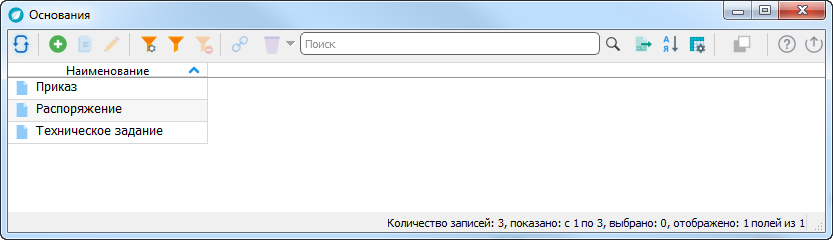 Основания
Поиск
А
Я
Наименование
Приказ
Распоряжение
Техническое задание
Количество записей: 3, показано: с 1 по 3, выбрано: 0, отображено: 1 полей из 1